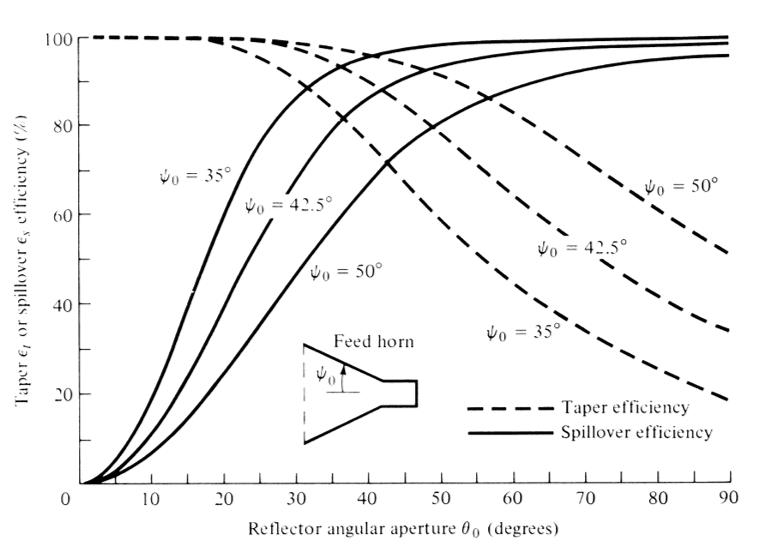 100
80
60
40
20
0
10
20
30
40
50
60
70
80
90
Taper ϵt or spillover ϵs efficiency (%)
ψ0 = 35°
ψ0 = 42.5°
ψ0 = 50°
ψ0 = 50°
ψ0 = 42.5°
ψ0 = 35°
Feed horn
ψ0
Taper efficiency
Spillover efficiency
Reflector angular aperture θ0 (degrees)